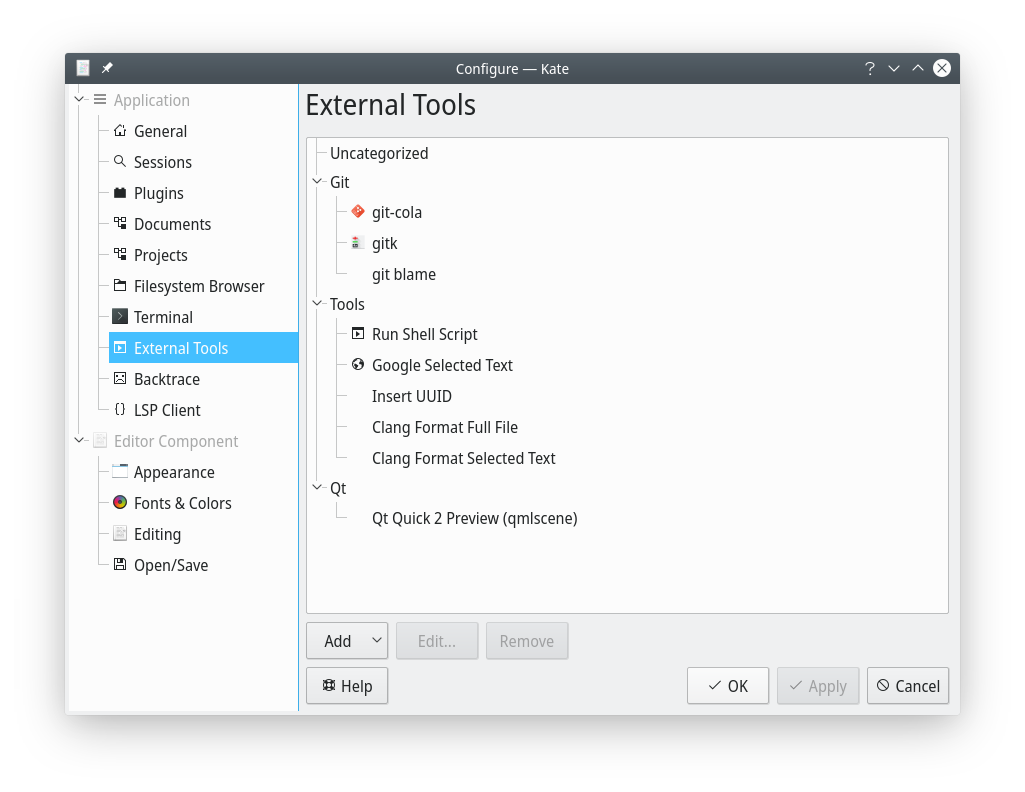 Configure — Kate
Application
General
Sessions
Plugins
Documents
Projects
Filesystem Browser
Terminal
External Tools
Backtrace
LSP Client
Editor Component
Appearance
Fonts & Colors
Editing
Open/Save
External Tools
Uncategorized
Git
git-cola
gitk
git blame
Tools
Run Shell Script
Google Selected Text
Insert UUID
Clang Format Full File
Clang Format Selected Text
Qt
Qt Quick 2 Preview (qmlscene)
Add
Edit...
Remove
Help
OK
Apply
Cancel